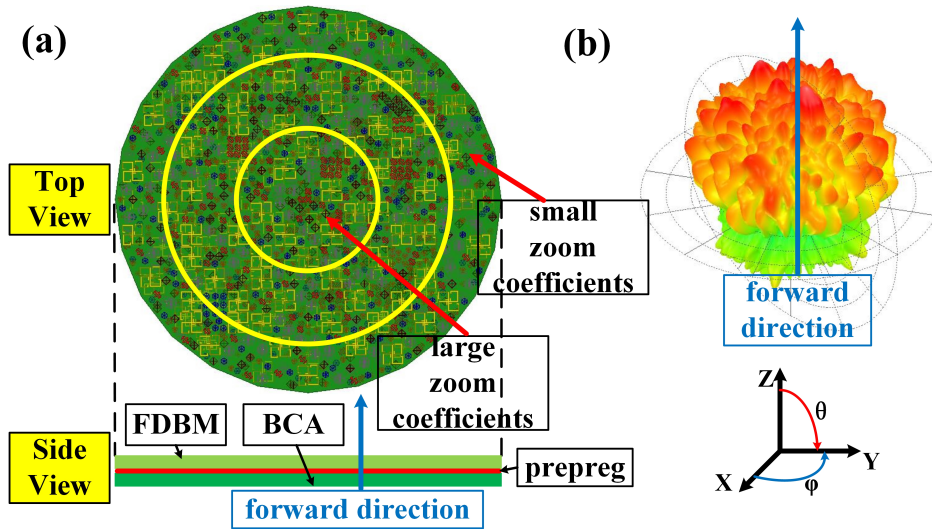 (a)
(b)
Top
View
small
zoom
coefficients
forward
direction
large
zoom
coefficients
FDBM
BCA
Side
View
prepreg
forward direction
Z
θ
X
Y
φ